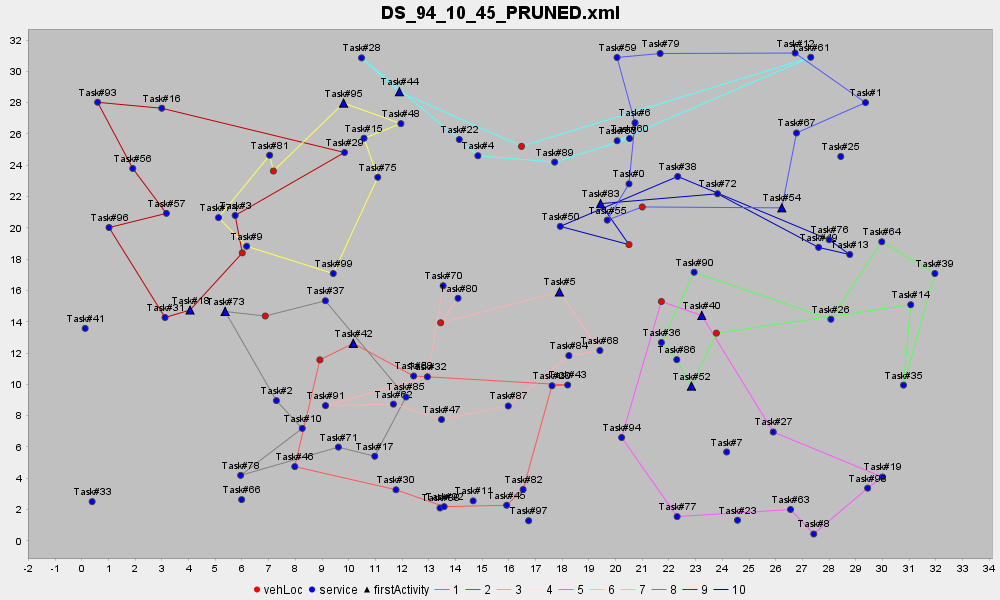 DS_94_10_45_PRUNED.xml
32
30
28
26
24
22
20
18
16
14
12
10
8
6
4
2
0
Task#28
Task#59
Task#79
Task#12
Task#61
Task#44
Task#93
Task#16
Task#95
Task#1
Task#48
Task#6
Task#67
Task#15
Task#22
Task#60
Task#81
Task#29
Task#4
Task#89
Task#25
Task#56
Task#75
Task#0
Task#38
Task#72
Task#57
Task#3
Task#83
Task#54
Task#96
Task#50
Task#55
Task#9
Task#76
Task#13
Task#64
Task#99
Task#70
Task#90
Task#39
Task#80
Task#5
Task#37
Task#31
Task#18
Task#73
Task#40
Task#14
Task#26
Task#41
Task#42
Task#36
Task#84
Task#68
Task#86
Task#32
Task#43
Task#52
Task#35
Task#2
Task#91
Task#62
Task#85
Task#87
Task#47
Task#10
Task#94
Task#27
Task#71
Task#17
Task#7
Task#46
Task#78
Task#19
Task#30
Task#82
Task#98
Task#33
Task#66
Task#11
Task#45
Task#97
Task#77
Task#23
Task#63
Task#8
-2 -1 0 1 2 3 4 5 6 7 8 9 10 11 12 13 14 15 16 17 18 19 20 21 22 23 24 25 26 27 28 29 30 31 32 33 34
vehLoc service firstActivity 1 2 3 4 5 6 7 8 9 10